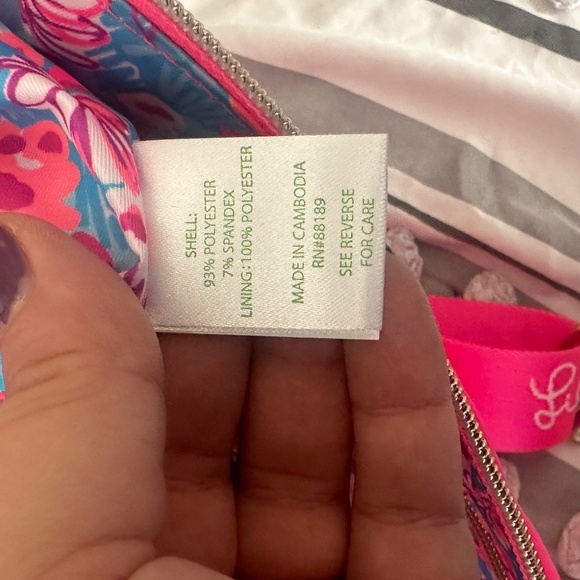 SHELL:
93% POLYESTER
7% SPANDEX
LINING:100% POLYESTER
MADE IN CAMBODIA
RN#88189
SEE REVERSE
FOR CARE